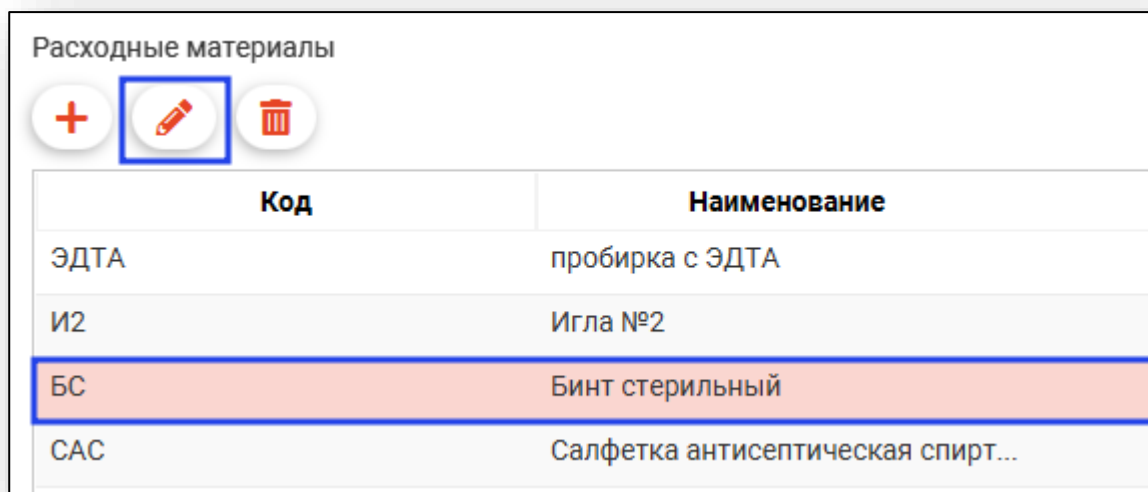 Расходные материалы
Код Наименование
ЭДТА пробирка с ЭДТА
И2 Игла №2
БС Бинт стерильный
САС Салфетка антисептическая спирт...